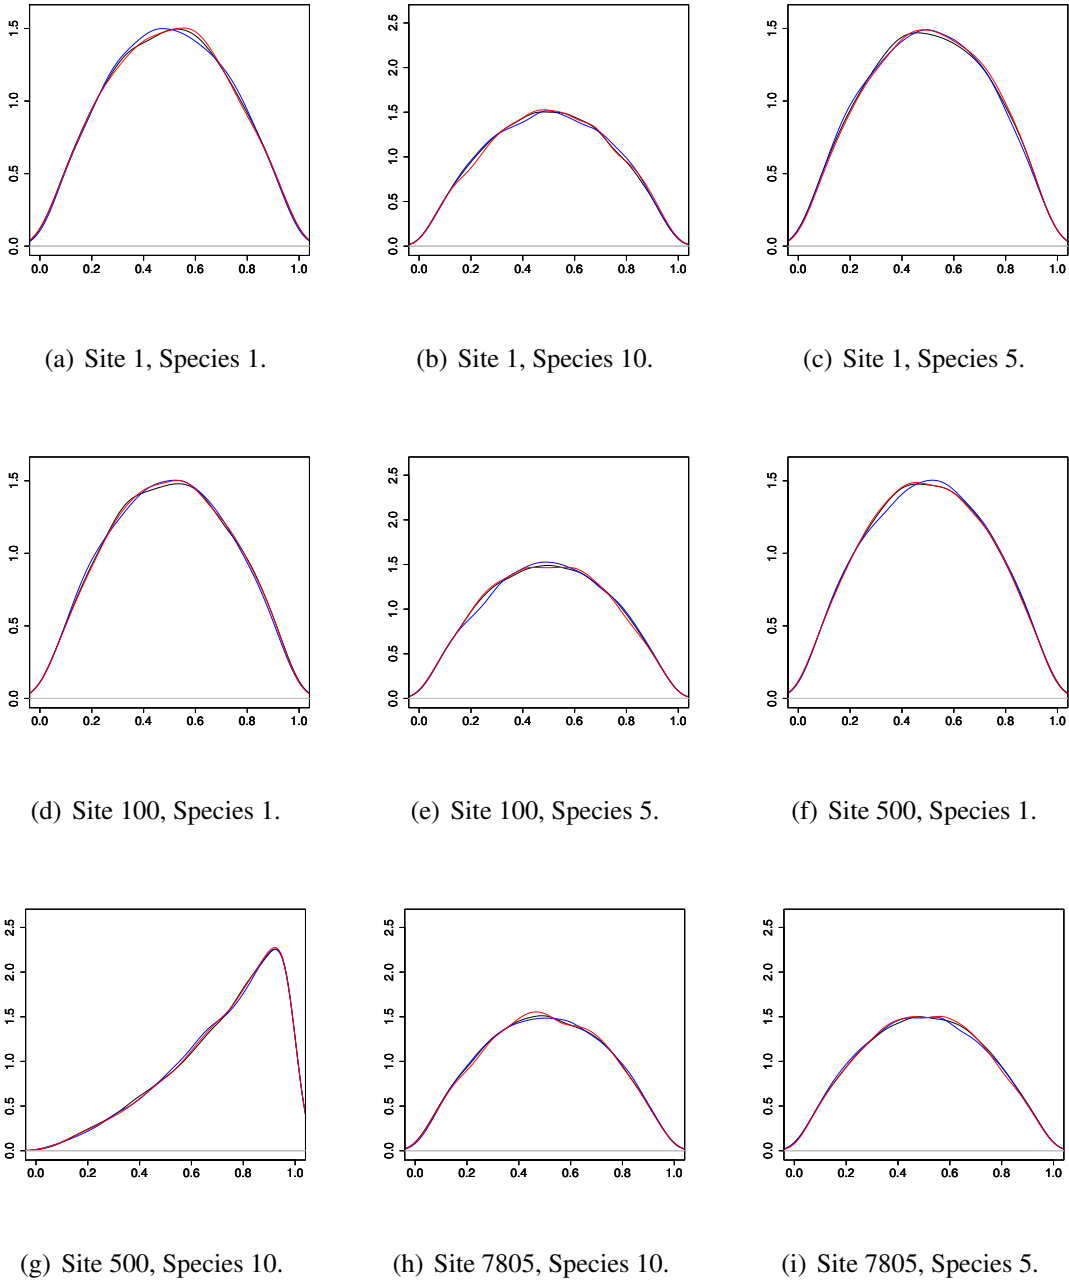 0.0 0.5 1.0 1.5
0.0 0.2 0.4 0.6 0.8 1.0
(a) Site 1, Species 1.
0.0 0.5 1.0 1.5 2.0 2.5
0.0 0.2 0.4 0.6 0.8 1.0
(b) Site 1, Species 10.
0.0 0.5 1.0 1.5
0.0 0.2 0.4 0.6 0.8 1.0
(c) Site 1, Species 5.
0.0 0.5 1.0 1.5
0.0 0.2 0.4 0.6 0.8 1.0
(d) Site 100, Species 1.
0.0 0.5 1.0 1.5 2.0 2.5
0.0 0.2 0.4 0.6 0.8 1.0
(e) Site 100, Species 5.
0.0 0.5 1.0 1.5
0.0 0.2 0.4 0.6 0.8 1.0
(f) Site 500, Species 1.
0.0 0.5 1.0 1.5 2.0 2.5
0.0 0.2 0.4 0.6 0.8 1.0
(g) Site 500, Species 10.
0.0 0.5 1.0 1.5 2.0 2.5
0.0 0.2 0.4 0.6 0.8 1.0
(h) Site 7805, Species 10.
0.0 0.5 1.0 1.5 2.0 2.5
0.0 0.2 0.4 0.6 0.8 1.0
(i) Site 7805, Species 5.